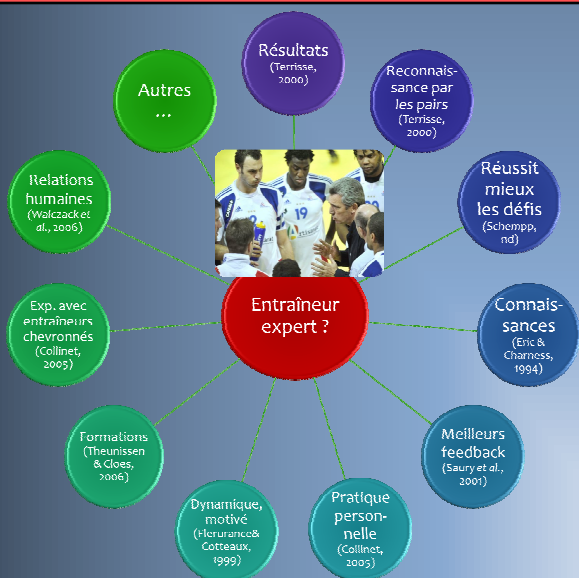 Résultats
(Terrisse,
2000)
Reconnais-
sance par
les pairs
(Terrisse,
2000)
Réussit
mieux
les défis
(Schempp,
nd)
Connais-
sances
(Eric &
Charness,
1994)
Meilleurs
feedback
(Saury et al.,
2001)
Pratique
person-
nelle
(Collinet,
2005)
Dynamique,
motivé
(Fleurance&
Cotteaux,
1999)
Formations
(Theunissen
& Cloes,
2006)
Exp. avec
entraîneurs
chevronnés
(Collinet,
2005)
Relations
humaines
(Walczack et
al., 2006)
Autres
...
Entraîneur
expert ?
19